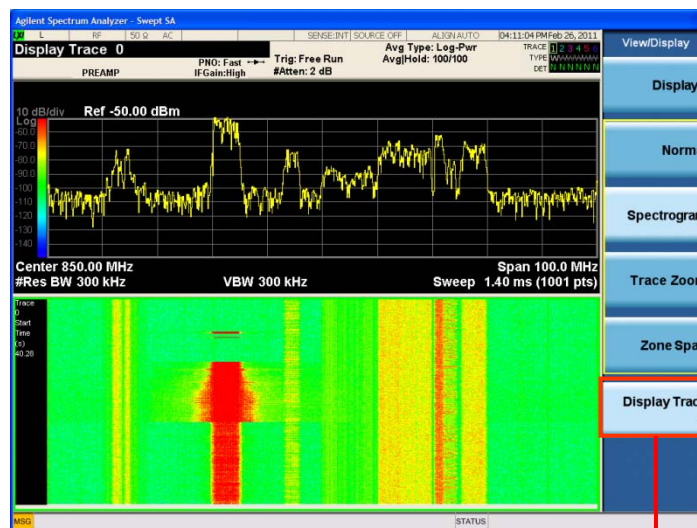 Agilent Spectrum Analyzer - Swept SA
L RF 50 Ω AC SENSE:INT SOURCE OFF ALIGN AUTO 04:11:04 PM Feb 26, 2011
Display Trace 0
PREAMP
PNO: Fast
IFGain:High
Trig: Free Run
#Atten: 2 dB
Avg Type: Log-Pwr
Avg|Hold: 100/100
TRACE 1 2 3 4 5 6
TYPE
DET N N N N N N
10 dB/div Ref -50.00 dBm
Log
-60.0
-70.0
-80.0
-90.0
-100
-110
-120
-130
-140
Center 850.00 MHz Span 100.0 MHz
#Res BW 300 kHz VBW 300 kHz Sweep 1.40 ms (1001 pts)
Trace
0
Start
Time
(s)
40.28
MSG STATUS
View/Display
Display
Norm
Spectrogra
Trace Zoo
Zone Spa
Display Trac